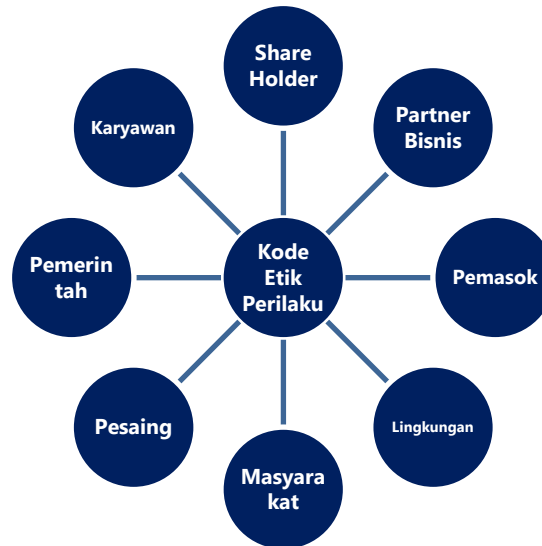 Share
Holder
Karyawan
Partner
Bisnis
Pemerin
tah
Kode
Etik
Perilaku
Pemasok
Pesaing
Lingkungan
Masyara
kat